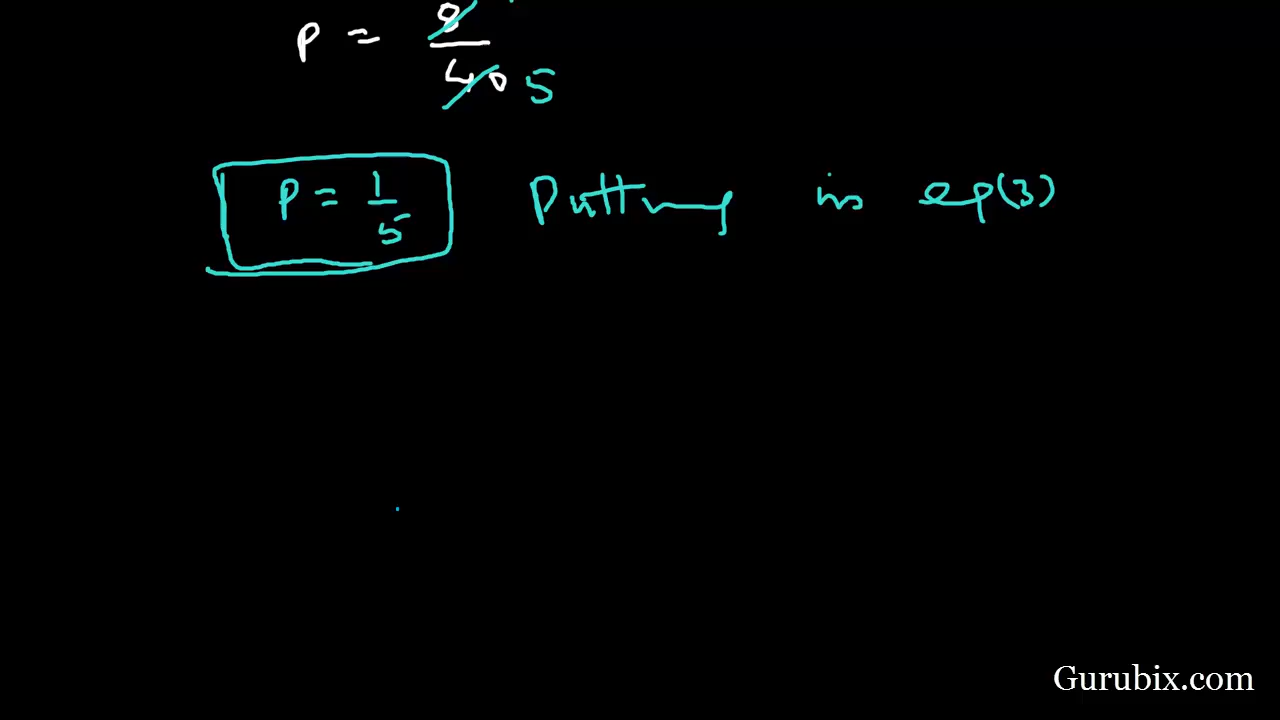 p = 8/40 5
p = 1/5 Putting in eq(3)
Gurubix.com